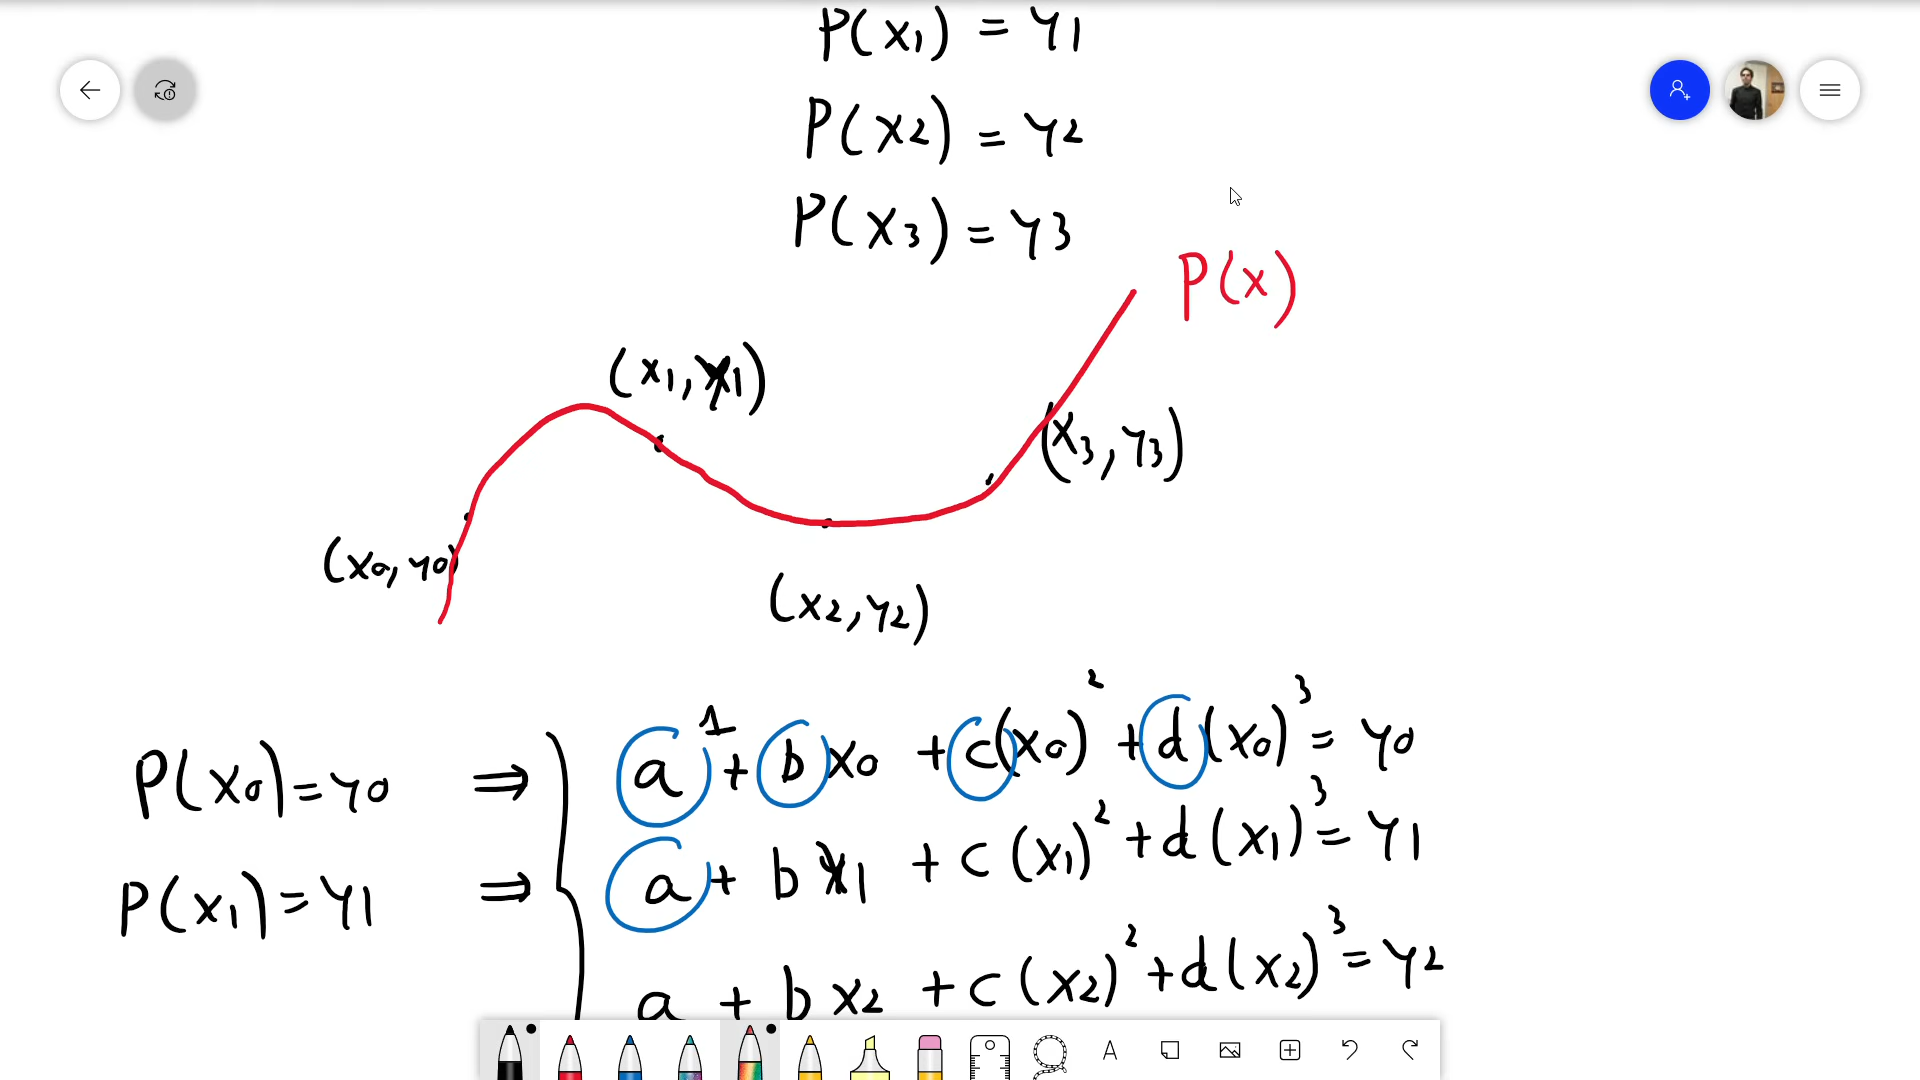 P(x1) = y1
P(x2) = y2
P(x3) = y3
P(x)
(x1, y1)
(x3, y3)
(x0, y0)
(x2, y2)
P(x0) = y0 ⇒ a 1 + b x0 + c(x0)² + d(x0)³ = y0
P(x1) = y1 ⇒ a + b x1 + c(x1)² + d(x1)³ = y1
a + b x2 + c(x2)² + d(x2)³ = y2
A